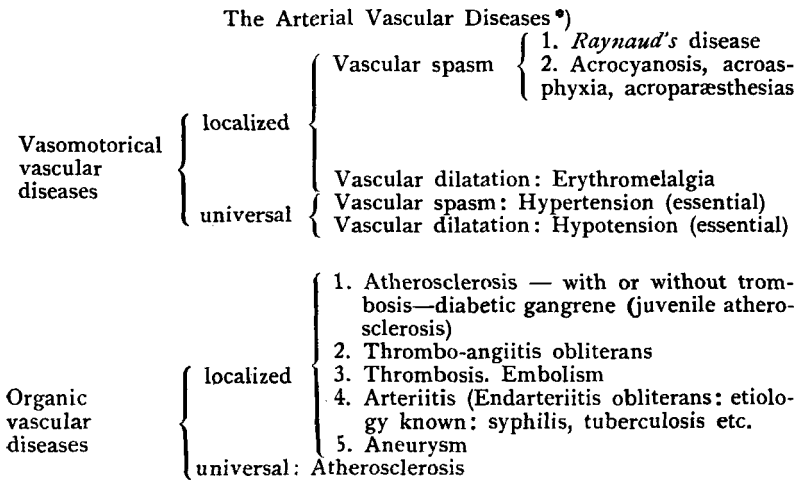 The Arterial Vascular Diseases *)
Vasomotorical
vascular
diseases
localized
Vascular spasm
1. Raynaud's disease
2. Acrocyanosis, acroas-
phyxia, acroparæsthesias
Vascular dilatation: Erythromelalgia
universal
Vascular spasm: Hypertension (essential)
Vascular dilatation: Hypotension (essential)
Organic
vascular
diseases
localized
1. Atherosclerosis — with or without trom-
bosis—diabetic gangrene (juvenile athero-
sclerosis)
2. Thrombo-angiitis obliterans
3. Thrombosis. Embolism
4. Arteriitis (Endarteriitis obliterans: etiolo-
gy known: syphilis, tuberculosis etc.
5. Aneurysm
universal: Atherosclerosis